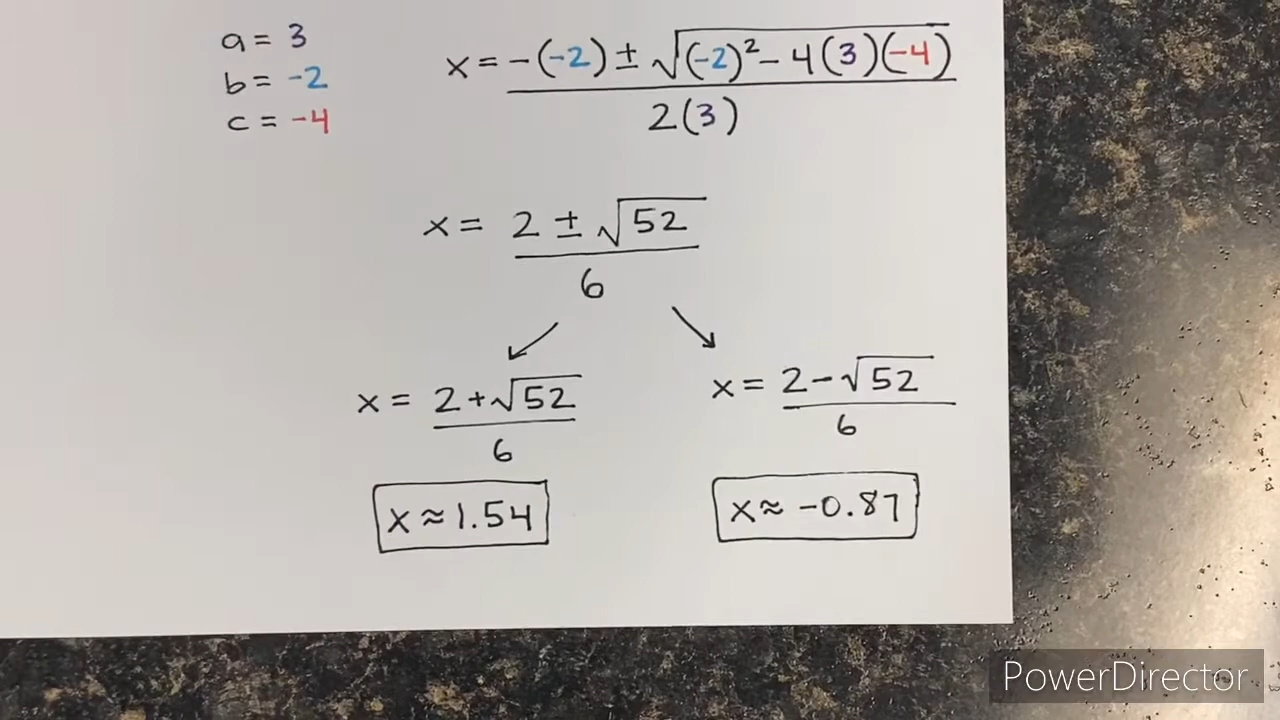 a = 3
b = -2
c = -4
x = -(-2) ± √(-2)² - 4(3)(-4)
2(3)
x = 2 ± √52
6
x = 2 + √52
6
x ≈ 1.54
x = 2 - √52
6
x ≈ -0.87
PowerDirector